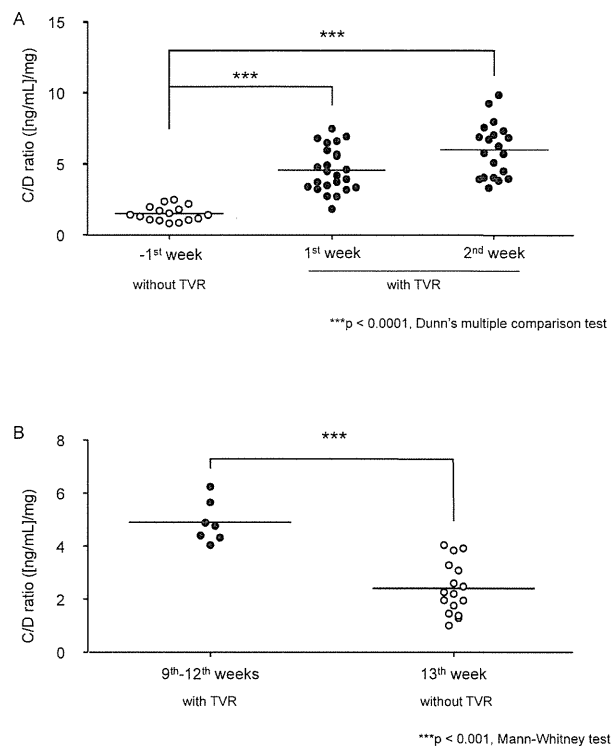 A
C/D ratio ([ng/mL]/mg)
15
10
5
0
***
***
-1st week
1st week
2nd week
without TVR
with TVR
***p < 0.0001, Dunn's multiple comparison test
B
C/D ratio ([ng/mL]/mg)
8
6
4
2
0
***
9th-12th weeks
13th week
with TVR
without TVR
***p < 0.001, Mann-Whitney test